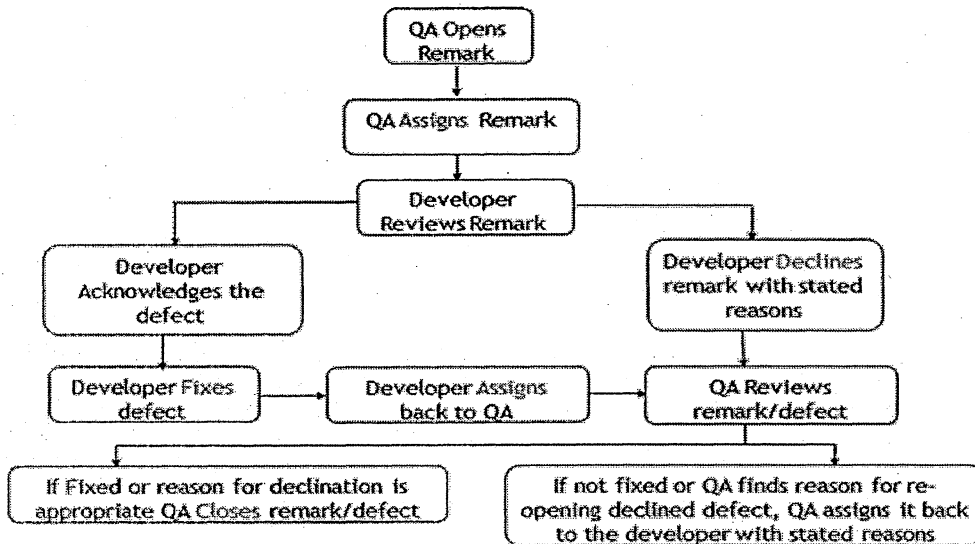 QA Opens
Remark
QA Assigns Remark
Developer
Reviews Remark
Developer
Acknowledges the
defect
Developer Declines
remark with stated
reasons
Developer Fixes
defect
Developer Assigns
back to QA
QA Reviews
remark/defect
If Fixed or reason for declination is
appropriate QA Closes remark/defect
If not fixed or QA finds reason for re-
opening declined defect, QA assigns it back
to the developer with stated reasons